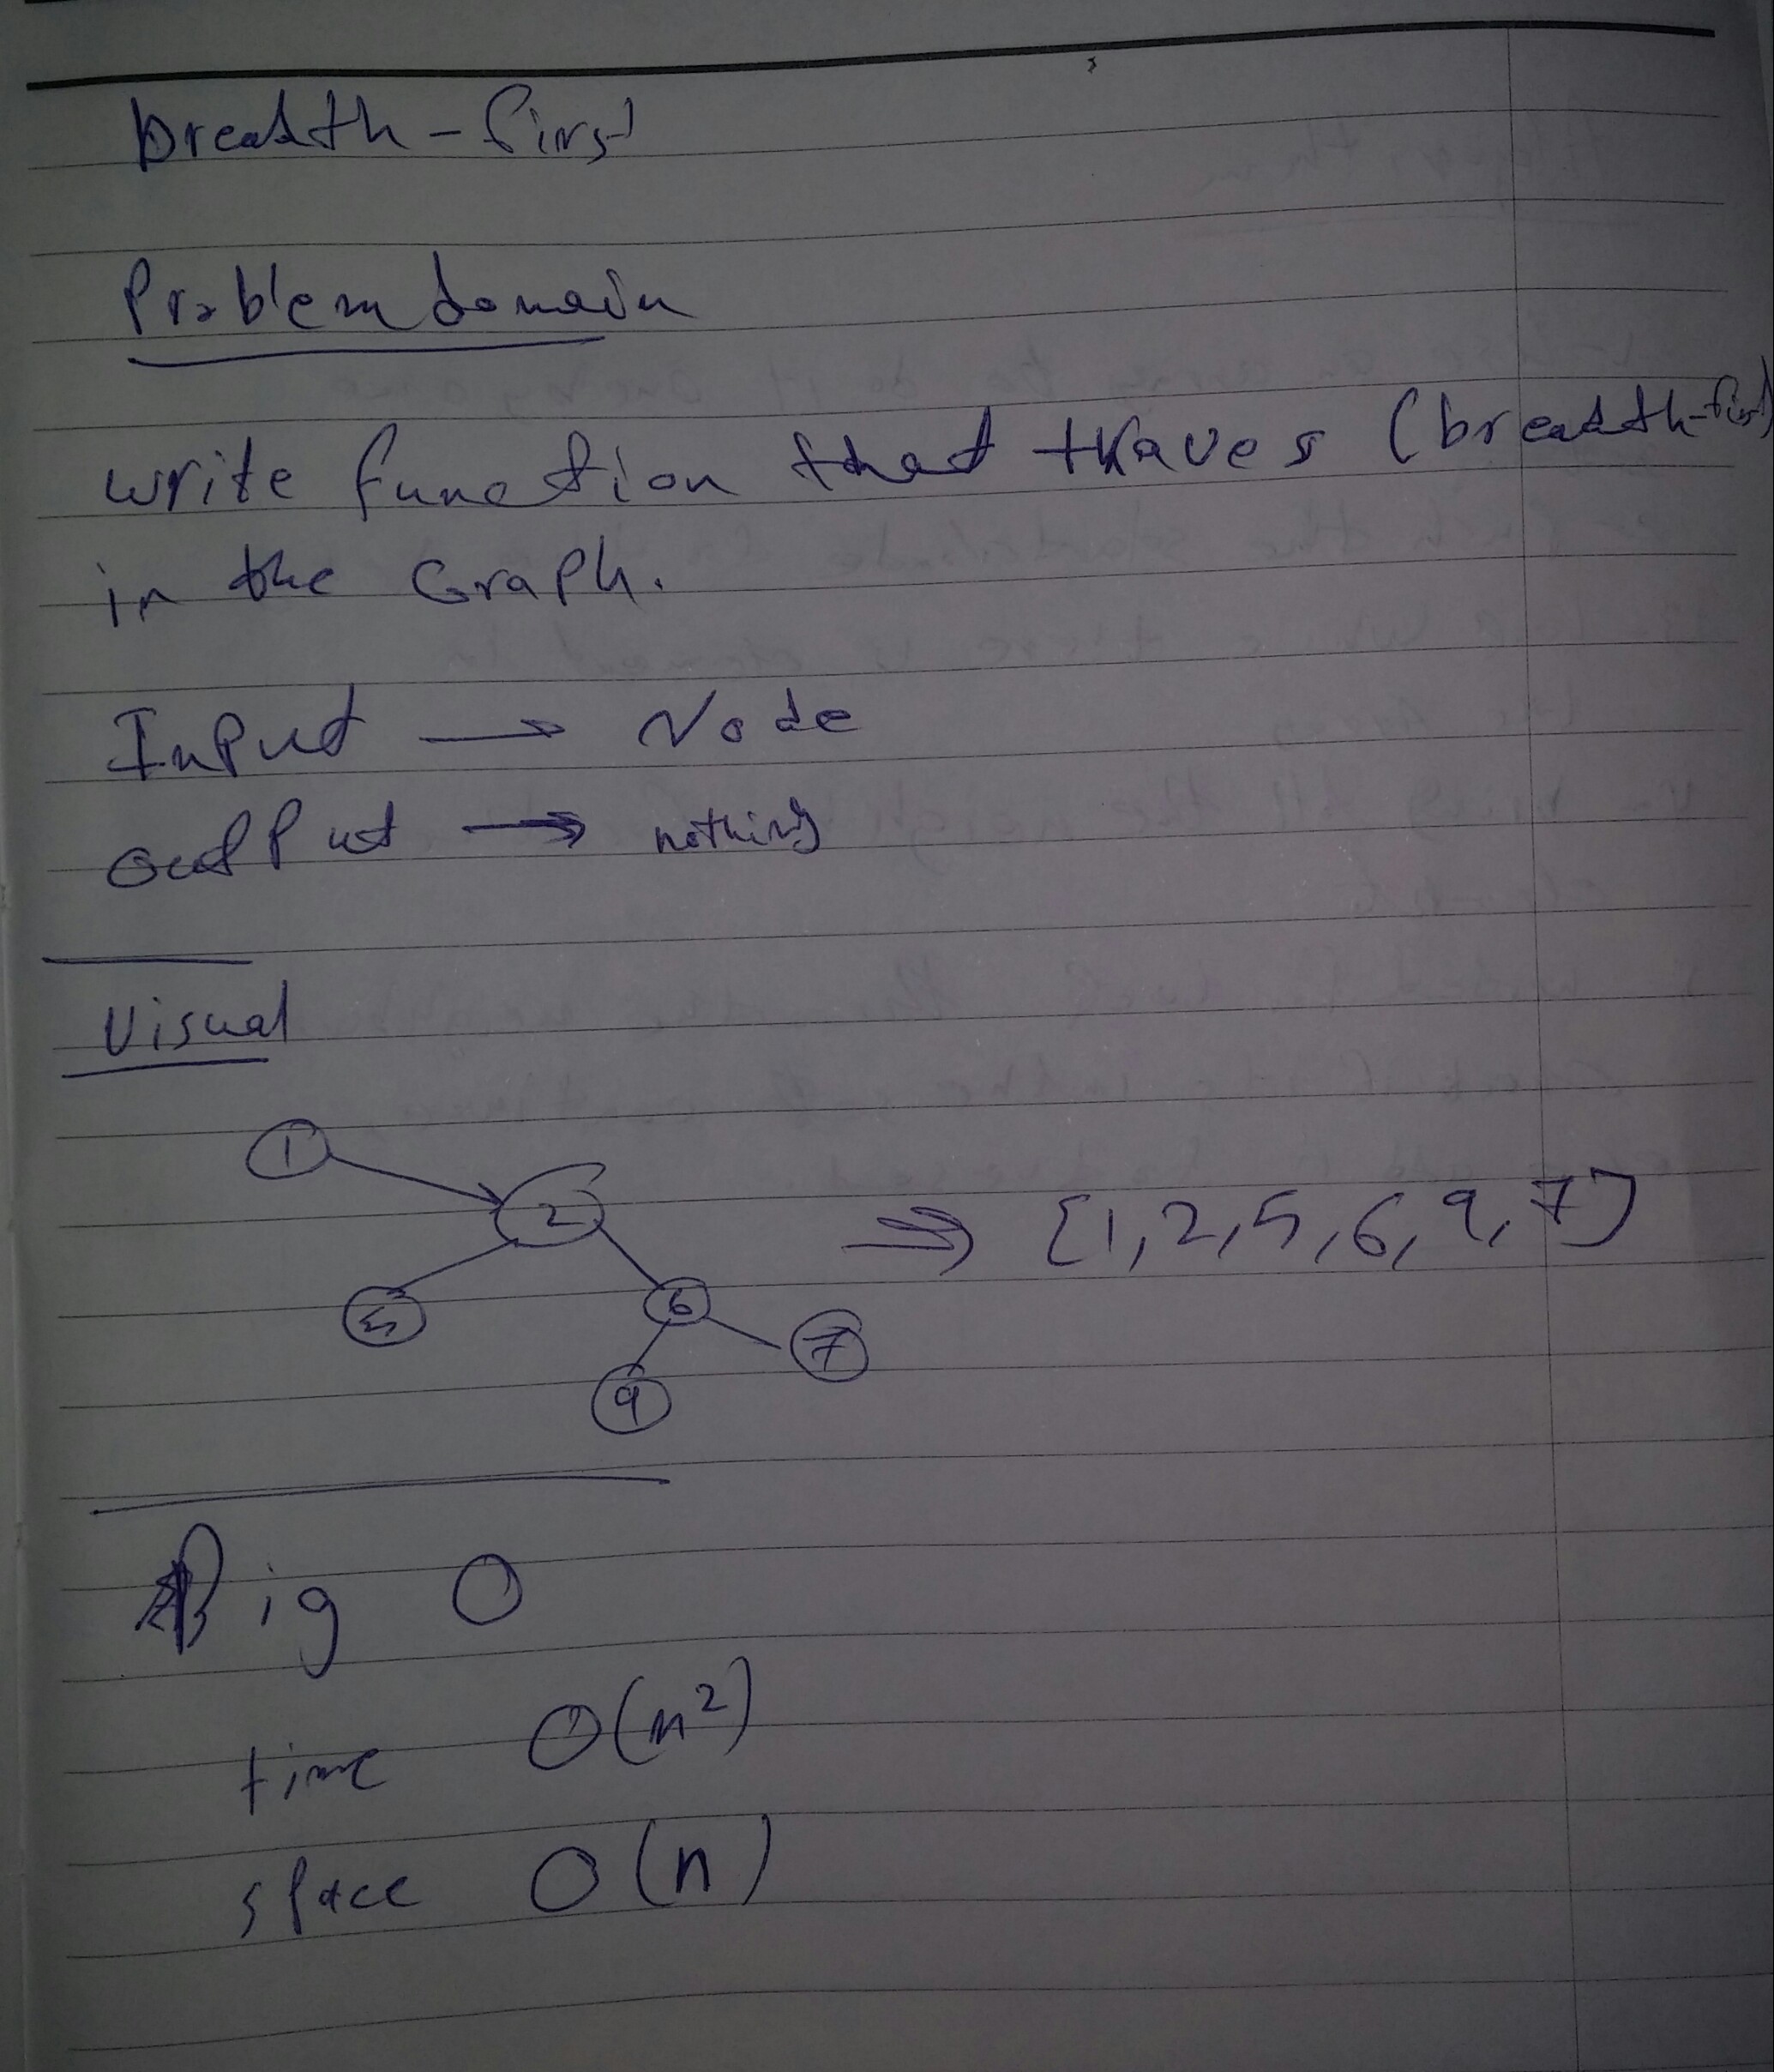 breadth-first
Problem domain
write function that traves (breadth-first)
in the Graph.
Input → Node
output → nothing
Visual
1
2 ⇒ [1,2,5,6,9,7]
5 6
7
9
Big O
time O(n²)
space O(n)